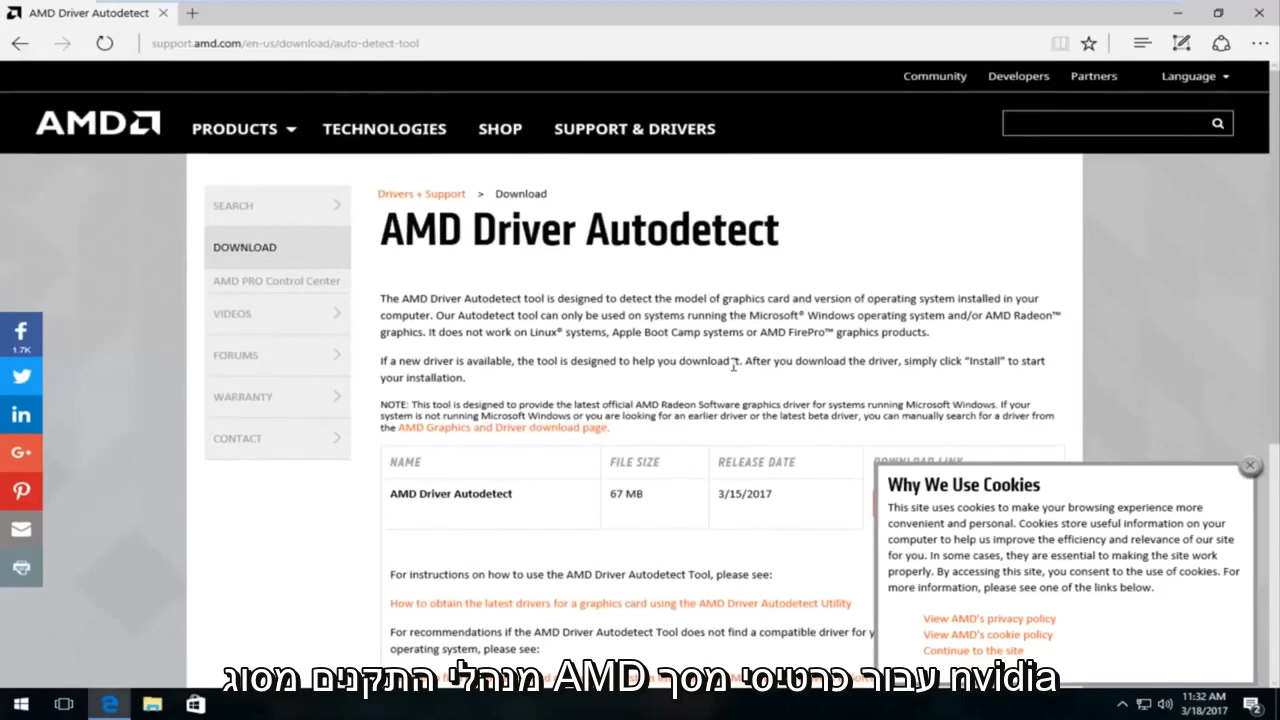 AMD Driver Autodetect
support.amd.com/en-us/download/auto-detect-tool
Community Developers Partners Language
AMD PRODUCTS TECHNOLOGIES SHOP SUPPORT & DRIVERS
SEARCH
DOWNLOAD
AMD PRO Control Center
VIDEOS
FORUMS
WARRANTY
CONTACT
1.7K
Drivers + Support > Download
AMD Driver Autodetect
The AMD Driver Autodetect tool is designed to detect the model of graphics card and version of operating system installed in your
computer. Our Autodetect tool can only be used on systems running the Microsoft® Windows operating system and/or AMD Radeon™
graphics. It does not work on Linux® systems, Apple Boot Camp systems or AMD FirePro™ graphics products.
If a new driver is available, the tool is designed to help you download it. After you download the driver, simply click “Install” to start
your installation.
NOTE: This tool is designed to provide the latest official AMD Radeon Software graphics driver for systems running Microsoft Windows. If your
system is not running Microsoft Windows or you are looking for an earlier driver or the latest beta driver, you can manually search for a driver from
the AMD Graphics and Driver download page.
NAME FILE SIZE RELEASE DATE DOWNLOAD LINK
AMD Driver Autodetect 67 MB 3/15/2017
For instructions on how to use the AMD Driver Autodetect Tool, please see:
How to obtain the latest drivers for a graphics card using the AMD Driver Autodetect Utility
For recommendations if the AMD Driver Autodetect Tool does not find a compatible driver for
operating system, please see:
Why We Use Cookies
This site uses cookies to make your browsing experience more
convenient and personal. Cookies store useful information on your
computer to help us improve the efficiency and relevance of our site
for you. In some cases, they are essential to making the site work
properly. By accessing this site, you consent to the use of cookies. For
more information, please see one of the links below.
View AMD's privacy policy
View AMD's cookie policy
Continue to the site
מנהלי התקנים מסוג AMD עבור כרטיסי מסך nvidia
11:32 AM
3/18/2017
2